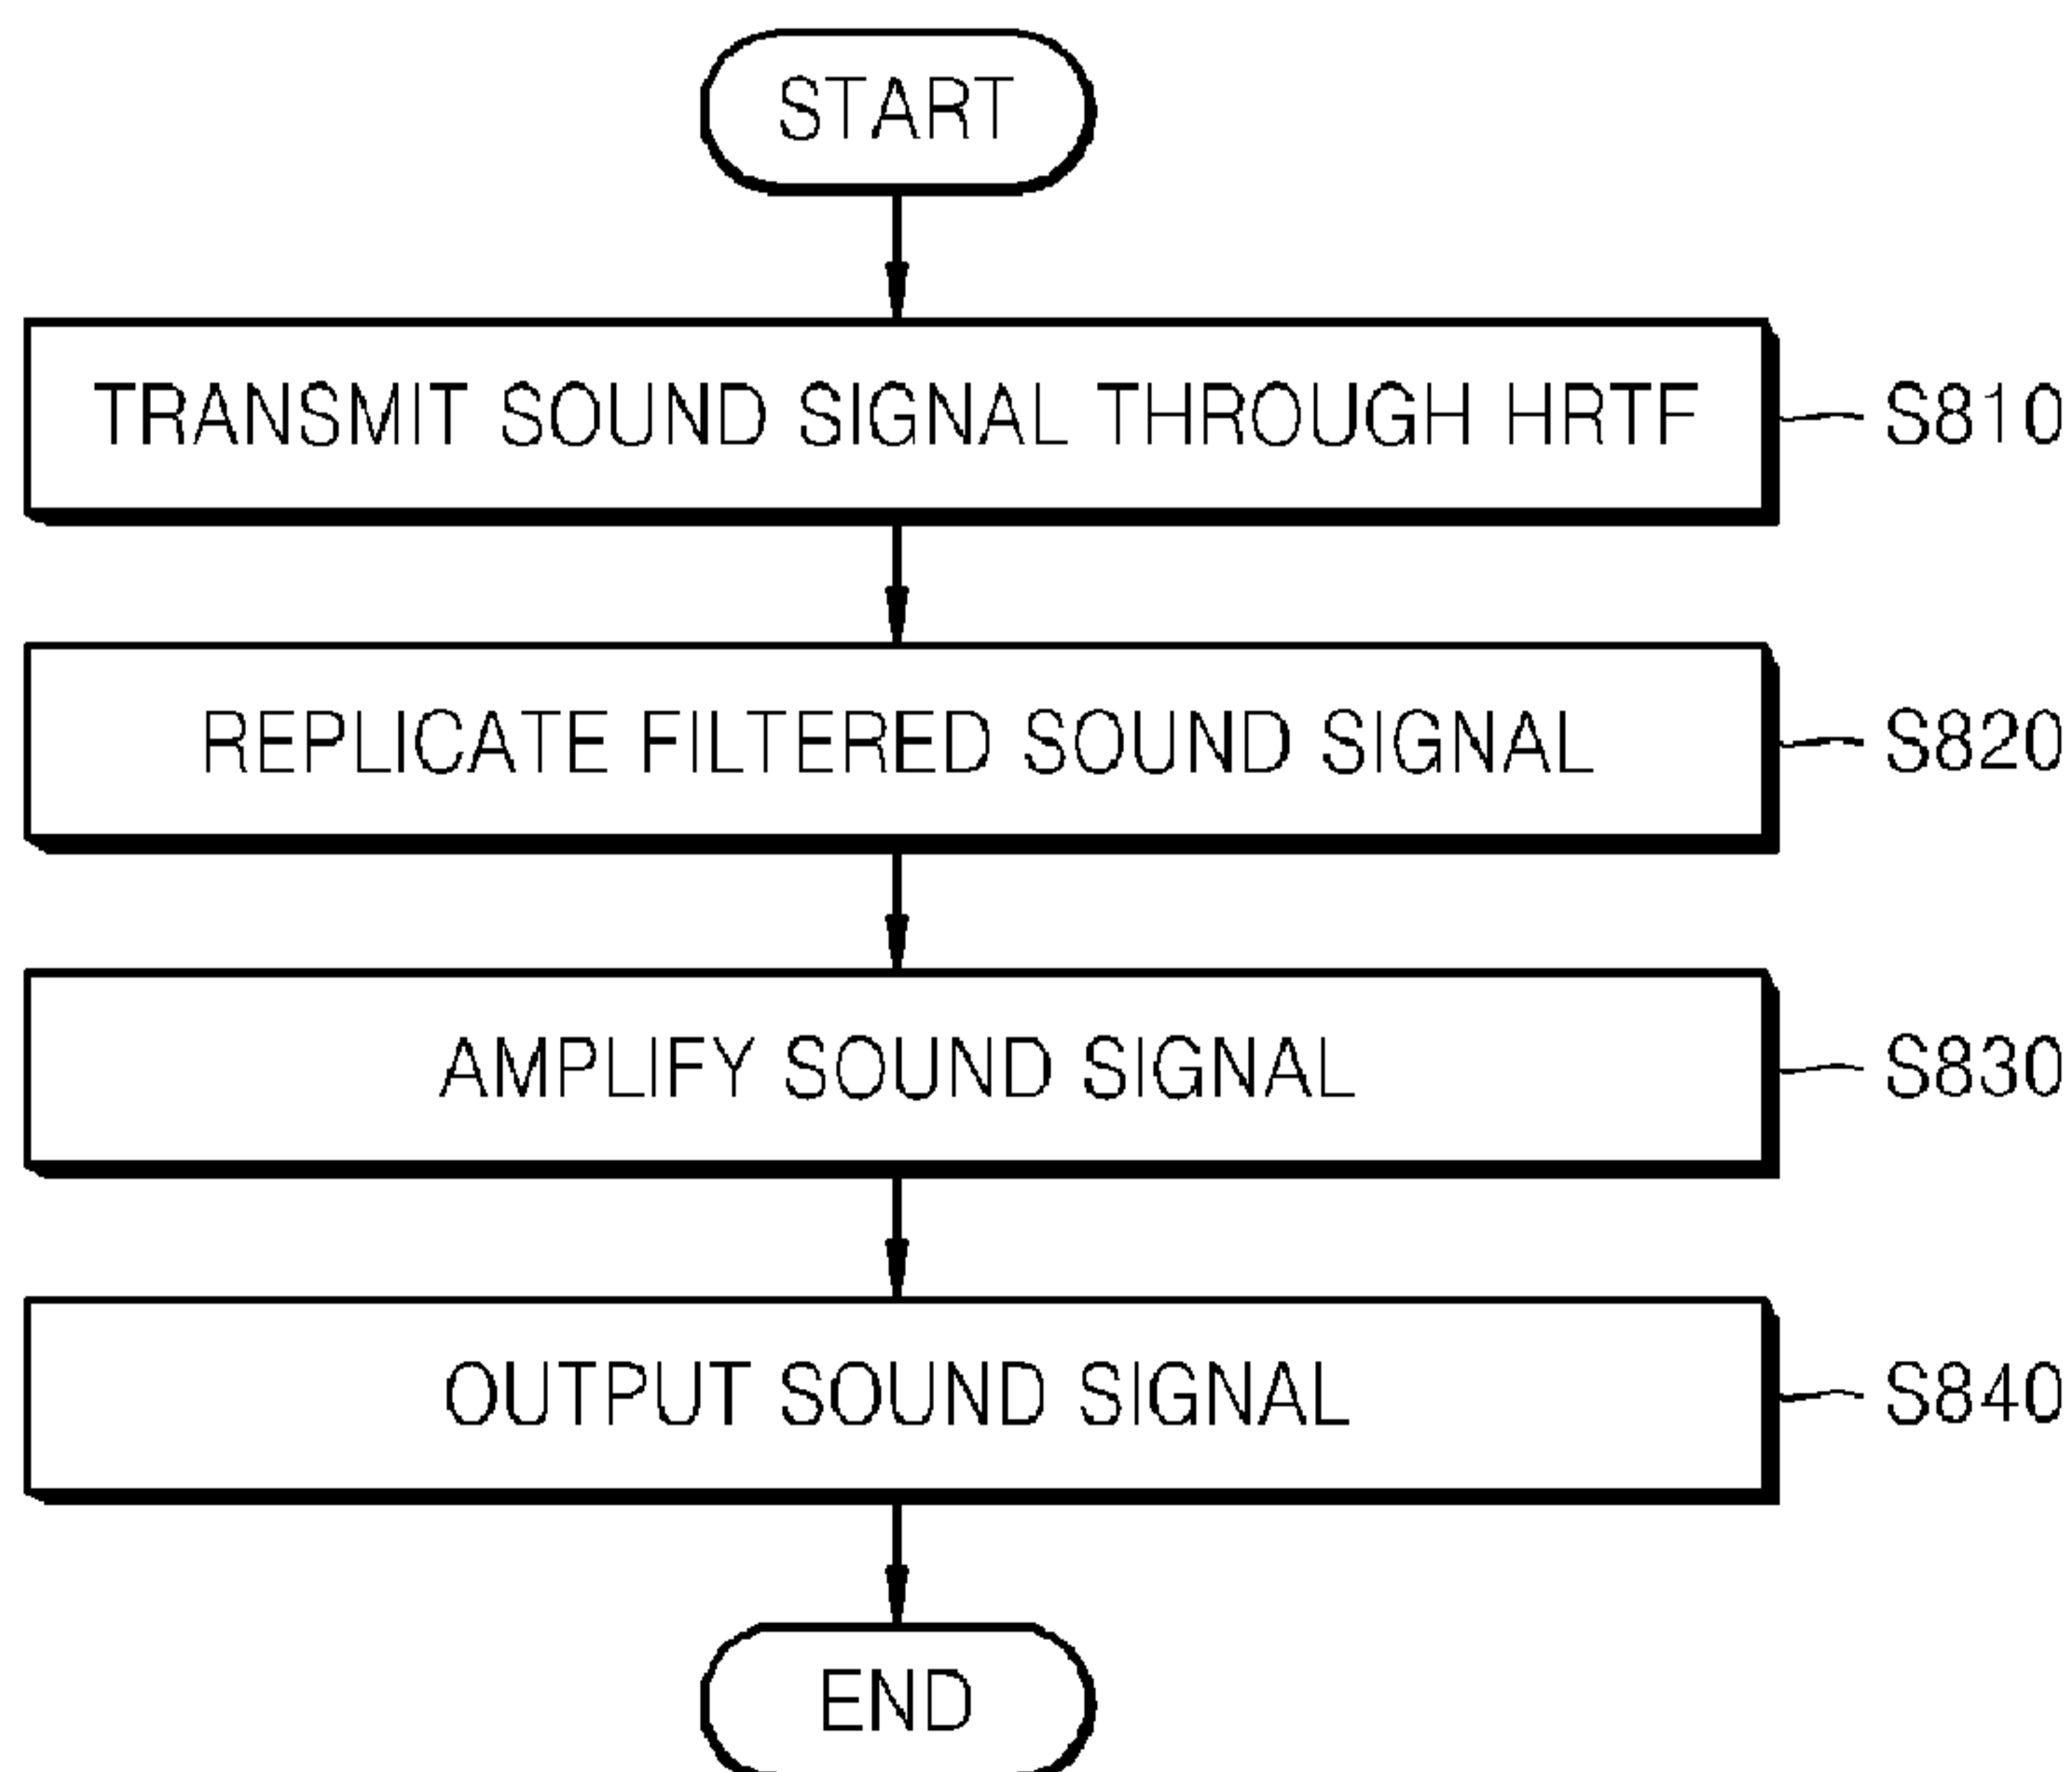 START
TRANSMIT SOUND SIGNAL THROUGH HRTF
S810
REPLICATE FILTERED SOUND SIGNAL
S820
AMPLIFY SOUND SIGNAL
S830
OUTPUT SOUND SIGNAL
S840
END